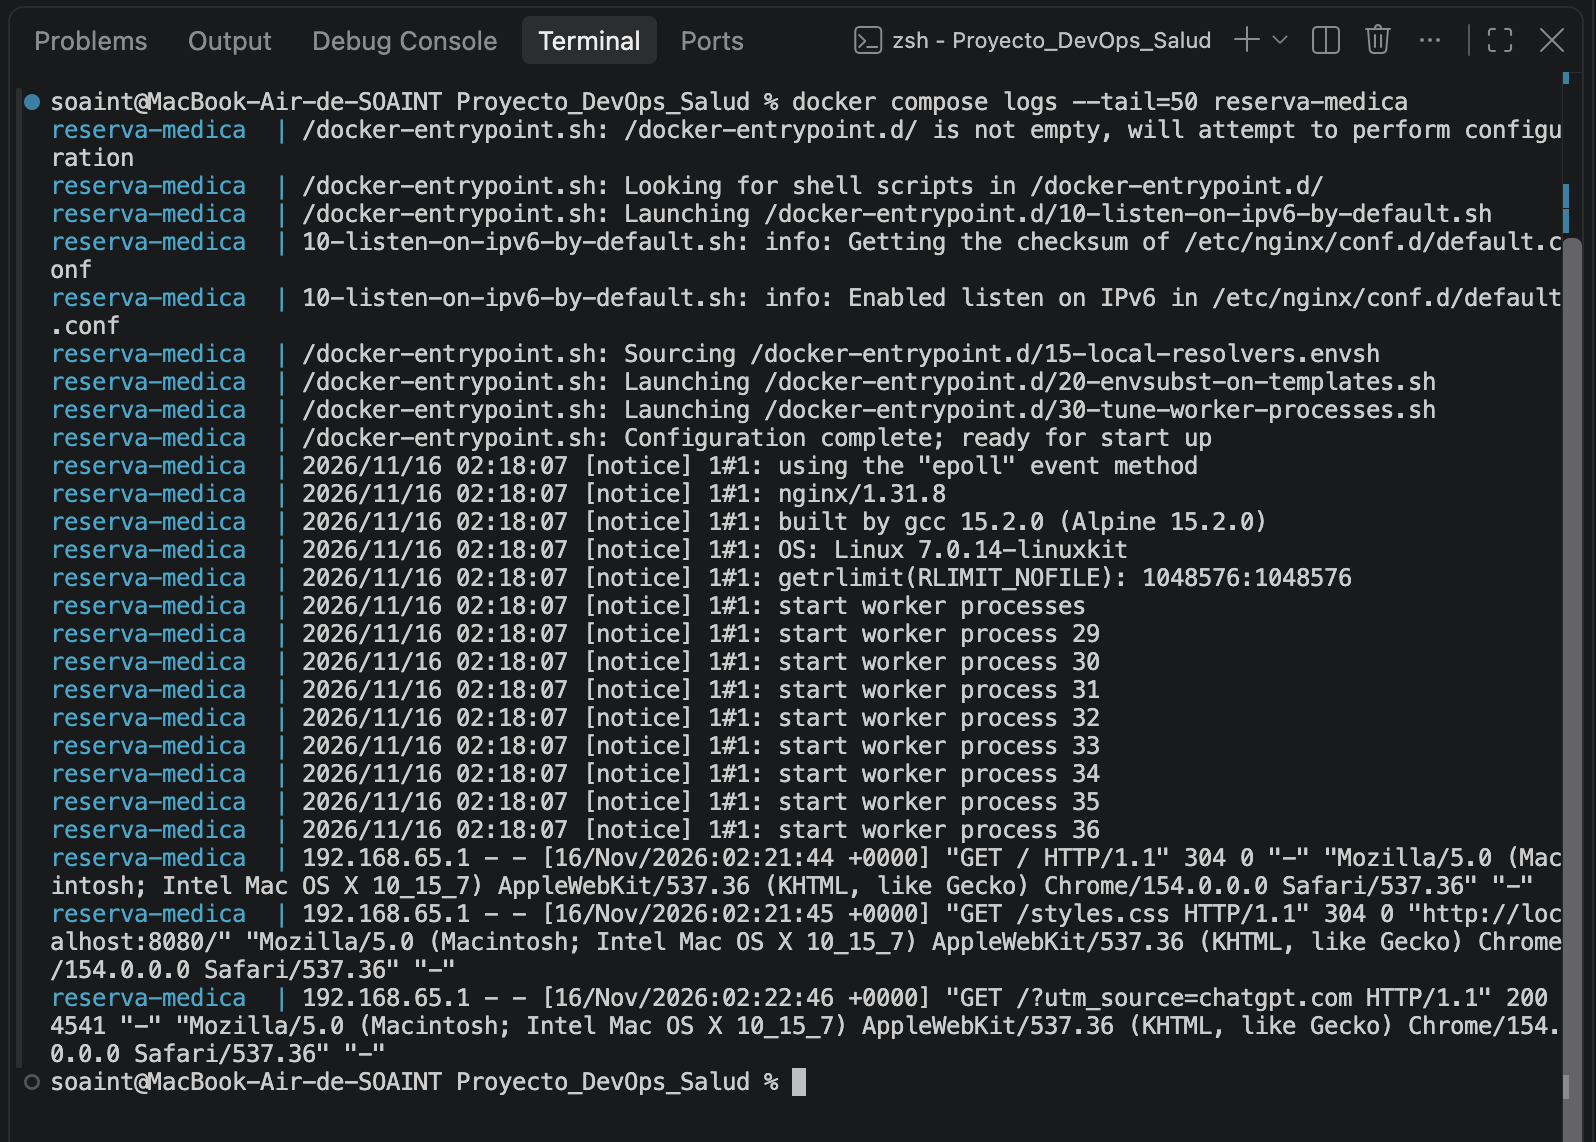 Problems Output Debug Console Terminal Ports zsh - Proyecto_DevOps_Salud
soaint@MacBook-Air-de-SOAINT Proyecto_DevOps_Salud % docker compose logs --tail=50 reserva-medica
reserva-medica | /docker-entrypoint.sh: /docker-entrypoint.d/ is not empty, will attempt to perform configu
ration
reserva-medica | /docker-entrypoint.sh: Looking for shell scripts in /docker-entrypoint.d/
reserva-medica | /docker-entrypoint.sh: Launching /docker-entrypoint.d/10-listen-on-ipv6-by-default.sh
reserva-medica | 10-listen-on-ipv6-by-default.sh: info: Getting the checksum of /etc/nginx/conf.d/default.c
onf
reserva-medica | 10-listen-on-ipv6-by-default.sh: info: Enabled listen on IPv6 in /etc/nginx/conf.d/default
.conf
reserva-medica | /docker-entrypoint.sh: Sourcing /docker-entrypoint.d/15-local-resolvers.envsh
reserva-medica | /docker-entrypoint.sh: Launching /docker-entrypoint.d/20-envsubst-on-templates.sh
reserva-medica | /docker-entrypoint.sh: Launching /docker-entrypoint.d/30-tune-worker-processes.sh
reserva-medica | /docker-entrypoint.sh: Configuration complete; ready for start up
reserva-medica | 2026/11/16 02:18:07 [notice] 1#1: using the "epoll" event method
reserva-medica | 2026/11/16 02:18:07 [notice] 1#1: nginx/1.31.8
reserva-medica | 2026/11/16 02:18:07 [notice] 1#1: built by gcc 15.2.0 (Alpine 15.2.0)
reserva-medica | 2026/11/16 02:18:07 [notice] 1#1: OS: Linux 7.0.14-linuxkit
reserva-medica | 2026/11/16 02:18:07 [notice] 1#1: getrlimit(RLIMIT_NOFILE): 1048576:1048576
reserva-medica | 2026/11/16 02:18:07 [notice] 1#1: start worker processes
reserva-medica | 2026/11/16 02:18:07 [notice] 1#1: start worker process 29
reserva-medica | 2026/11/16 02:18:07 [notice] 1#1: start worker process 30
reserva-medica | 2026/11/16 02:18:07 [notice] 1#1: start worker process 31
reserva-medica | 2026/11/16 02:18:07 [notice] 1#1: start worker process 32
reserva-medica | 2026/11/16 02:18:07 [notice] 1#1: start worker process 33
reserva-medica | 2026/11/16 02:18:07 [notice] 1#1: start worker process 34
reserva-medica | 2026/11/16 02:18:07 [notice] 1#1: start worker process 35
reserva-medica | 2026/11/16 02:18:07 [notice] 1#1: start worker process 36
reserva-medica | 192.168.65.1 - - [16/Nov/2026:02:21:44 +0000] "GET / HTTP/1.1" 304 0 "-" "Mozilla/5.0 (Mac
intosh; Intel Mac OS X 10_15_7) AppleWebKit/537.36 (KHTML, like Gecko) Chrome/154.0.0.0 Safari/537.36" "-"
reserva-medica | 192.168.65.1 - - [16/Nov/2026:02:21:45 +0000] "GET /styles.css HTTP/1.1" 304 0 "http://loc
alhost:8080/" "Mozilla/5.0 (Macintosh; Intel Mac OS X 10_15_7) AppleWebKit/537.36 (KHTML, like Gecko) Chrome
/154.0.0.0 Safari/537.36" "-"
reserva-medica | 192.168.65.1 - - [16/Nov/2026:02:22:46 +0000] "GET /?utm_source=chatgpt.com HTTP/1.1" 200
4541 "-" "Mozilla/5.0 (Macintosh; Intel Mac OS X 10_15_7) AppleWebKit/537.36 (KHTML, like Gecko) Chrome/154.
0.0.0 Safari/537.36" "-"
soaint@MacBook-Air-de-SOAINT Proyecto_DevOps_Salud %